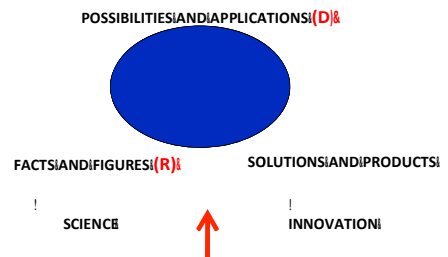 POSSIBILITIES AND APPLICATIONS (D)&
FACTS AND FIGURES (R)
SOLUTIONS AND PRODUCTS
! !
SCIENCE INNOVATION